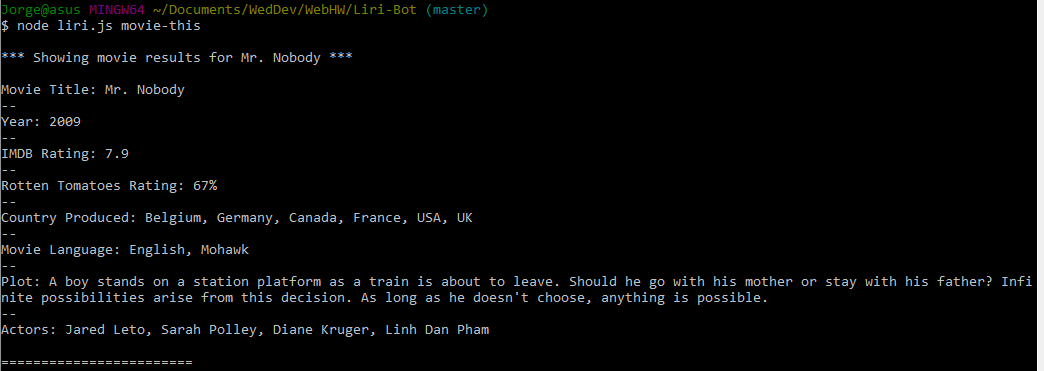 Jorge@asus MINGW64 ~/Documents/WedDev/WebHW/Liri-Bot (master)
$ node liri.js movie-this
*** Showing movie results for Mr. Nobody ***
Movie Title: Mr. Nobody
--
Year: 2009
--
IMDB Rating: 7.9
--
Rotten Tomatoes Rating: 67%
--
Country Produced: Belgium, Germany, Canada, France, USA, UK
--
Movie Language: English, Mohawk
--
Plot: A boy stands on a station platform as a train is about to leave. Should he go with his mother or stay with his father? Infi
nite possibilities arise from this decision. As long as he doesn't choose, anything is possible.
--
Actors: Jared Leto, Sarah Polley, Diane Kruger, Linh Dan Pham
========================